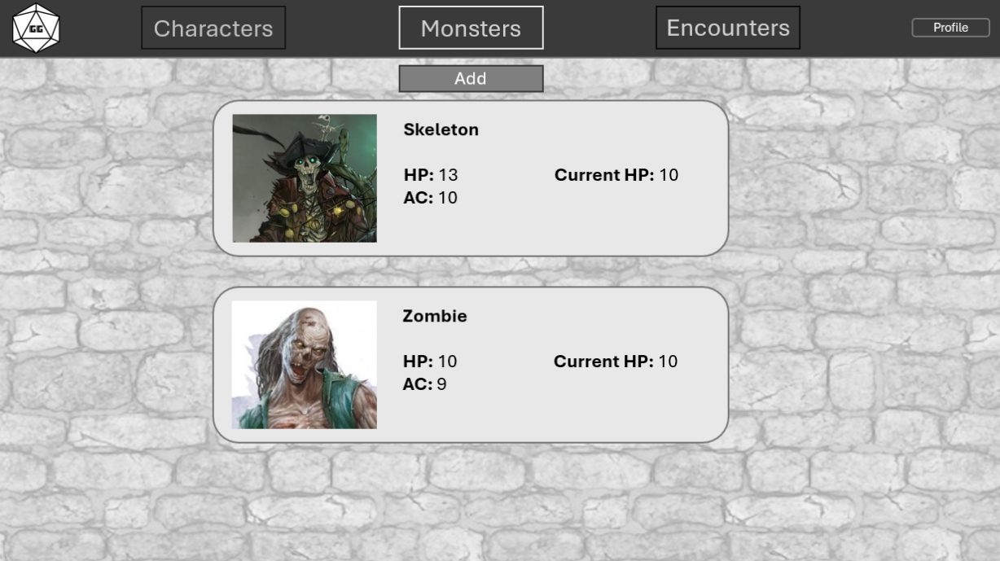 GG
Characters
Monsters
Encounters
Profile
Add
Skeleton
HP: 13
Current HP: 10
AC: 10
Zombie
HP: 10
Current HP: 10
AC: 9